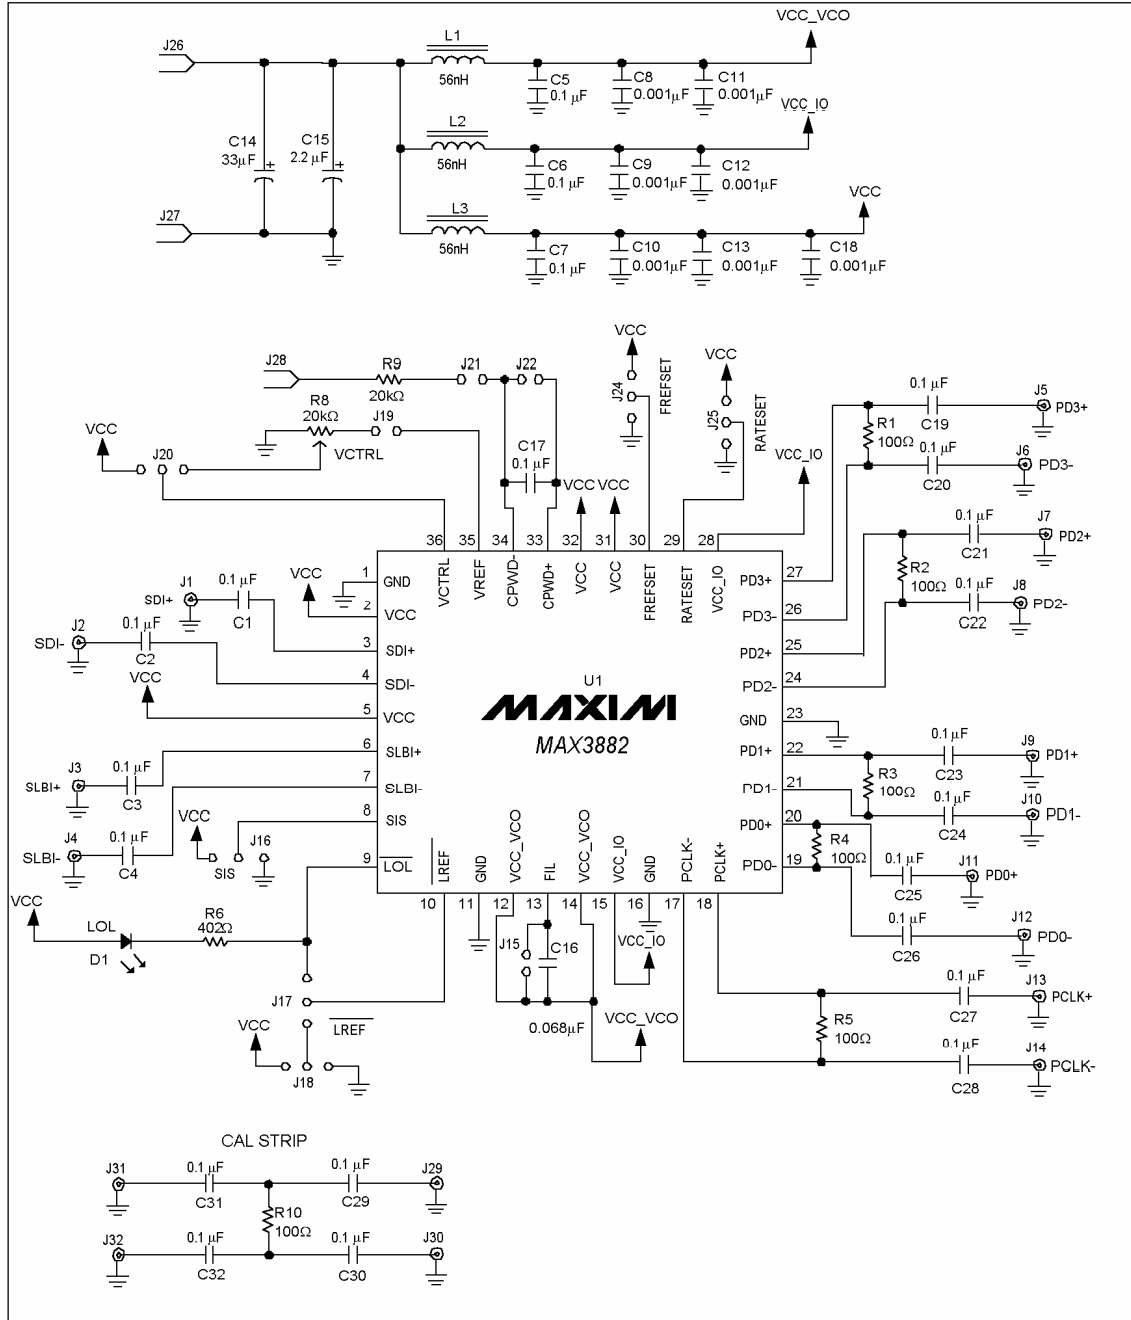 VCC_VCO
J26
L1
56nH
C5
0.1 µF
C8
0.001µF
C11
0.001µF
VCC_IO
C14
33µF
+
C15
2.2 µF
+
L2
56nH
C6
0.1 µF
C9
0.001µF
C12
0.001µF
VCC
J27
L3
56nH
C7
0.1 µF
C10
0.001µF
C13
0.001µF
C18
0.001µF
VCC
J24
FREFSET
VCC
J25
RATESET
J28
R9
20kΩ
J21
J22
R8
20kΩ
J19
VCTRL
VCC
J20
C17
0.1 µF
VCC
VCC
VCC_IO
0.1 µF
C19
J5
PD3+
R1
100Ω
0.1 µF
C20
J6
PD3-
0.1 µF
C21
J7
PD2+
R2
100Ω
0.1 µF
C22
J8
PD2-
36
35
34
33
32
31
30
29
28
VCTRL
VREF
CPWD-
CPWD+
VCC
VCC
FREFSET
RATESET
VCC_IO
J1
SDI+
0.1 µF
C1
VCC
J2
SDI-
0.1 µF
C2
VCC
1
GND
2
VCC
3
SDI+
4
SDI-
5
VCC
6
SLBI+
7
SLBI-
8
SIS
9
LOL
PD3+
27
PD3-
26
PD2+
25
PD2-
24
GND
23
PD1+
22
PD1-
21
PD0+
20
PD0-
19
U1
MAXIM
MAX3882
J3
SLBI+
0.1 µF
C3
J4
SLBI-
0.1 µF
C4
VCC
SIS
J16
0.1 µF
C23
J9
PD1+
R3
100Ω
0.1 µF
C24
J10
PD1-
R4
100Ω
0.1 µF
C25
J11
PD0+
0.1 µF
C26
J12
PD0-
LREF
GND
VCC_VCO
FIL
VCC_VCO
VCC_IO
GND
PCLK-
PCLK+
10
11
12
13
14
15
16
17
18
VCC
LOL
D1
R6
402Ω
J15
C16
0.068µF
VCC_IO
VCC_VCO
J17
LREF
VCC
J18
0.1 µF
C27
J13
PCLK+
R5
100Ω
0.1 µF
C28
J14
PCLK-
CAL STRIP
J31
0.1 µF
C31
0.1 µF
C29
J29
R10
100Ω
J32
0.1 µF
C32
0.1 µF
C30
J30